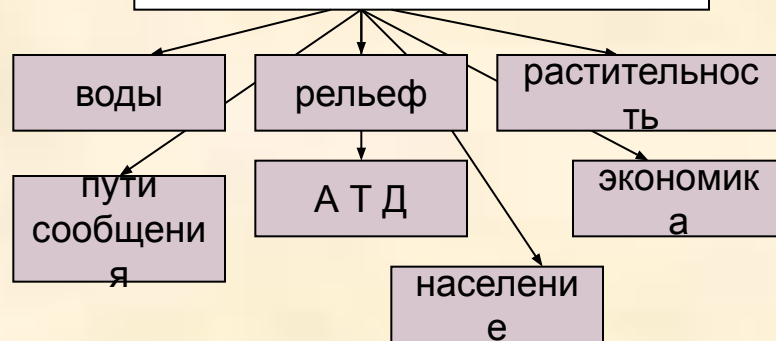 воды
рельеф
растительнос
ть
пути
сообщени
я
А Т Д
экономик
а
населени
е